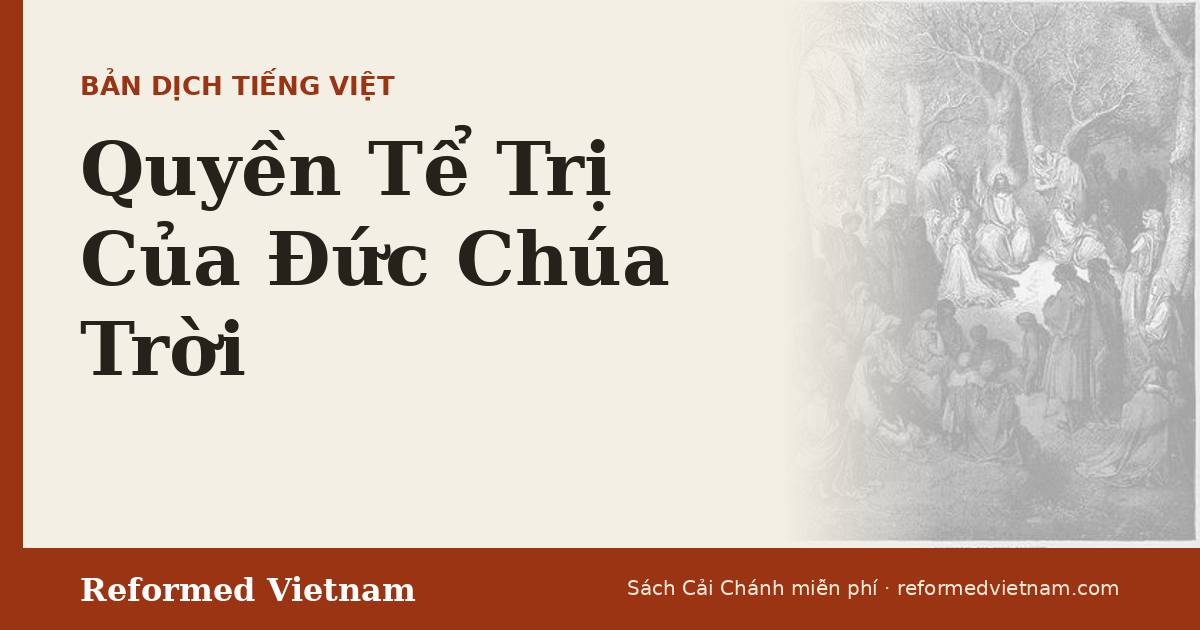 BẢN DỊCH TIẾNG VIỆT
Quyền Tể Trị
Của Đức Chúa
Trời
Reformed Vietnam
Sách Cải Chánh miễn phí · reformedvietnam.com